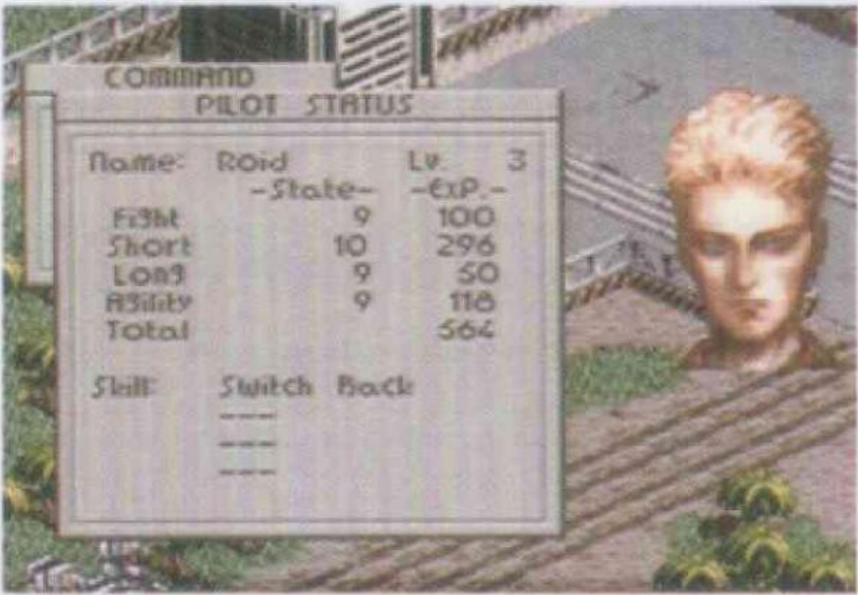 COMMAND
PILOT STATUS
Name: Roid Lv. 3
-State- -Exp.-
Fight 9 100
Short 10 296
Long 9 50
Agility 9 118
Total 564
Skill: Switch Back
---
---
---